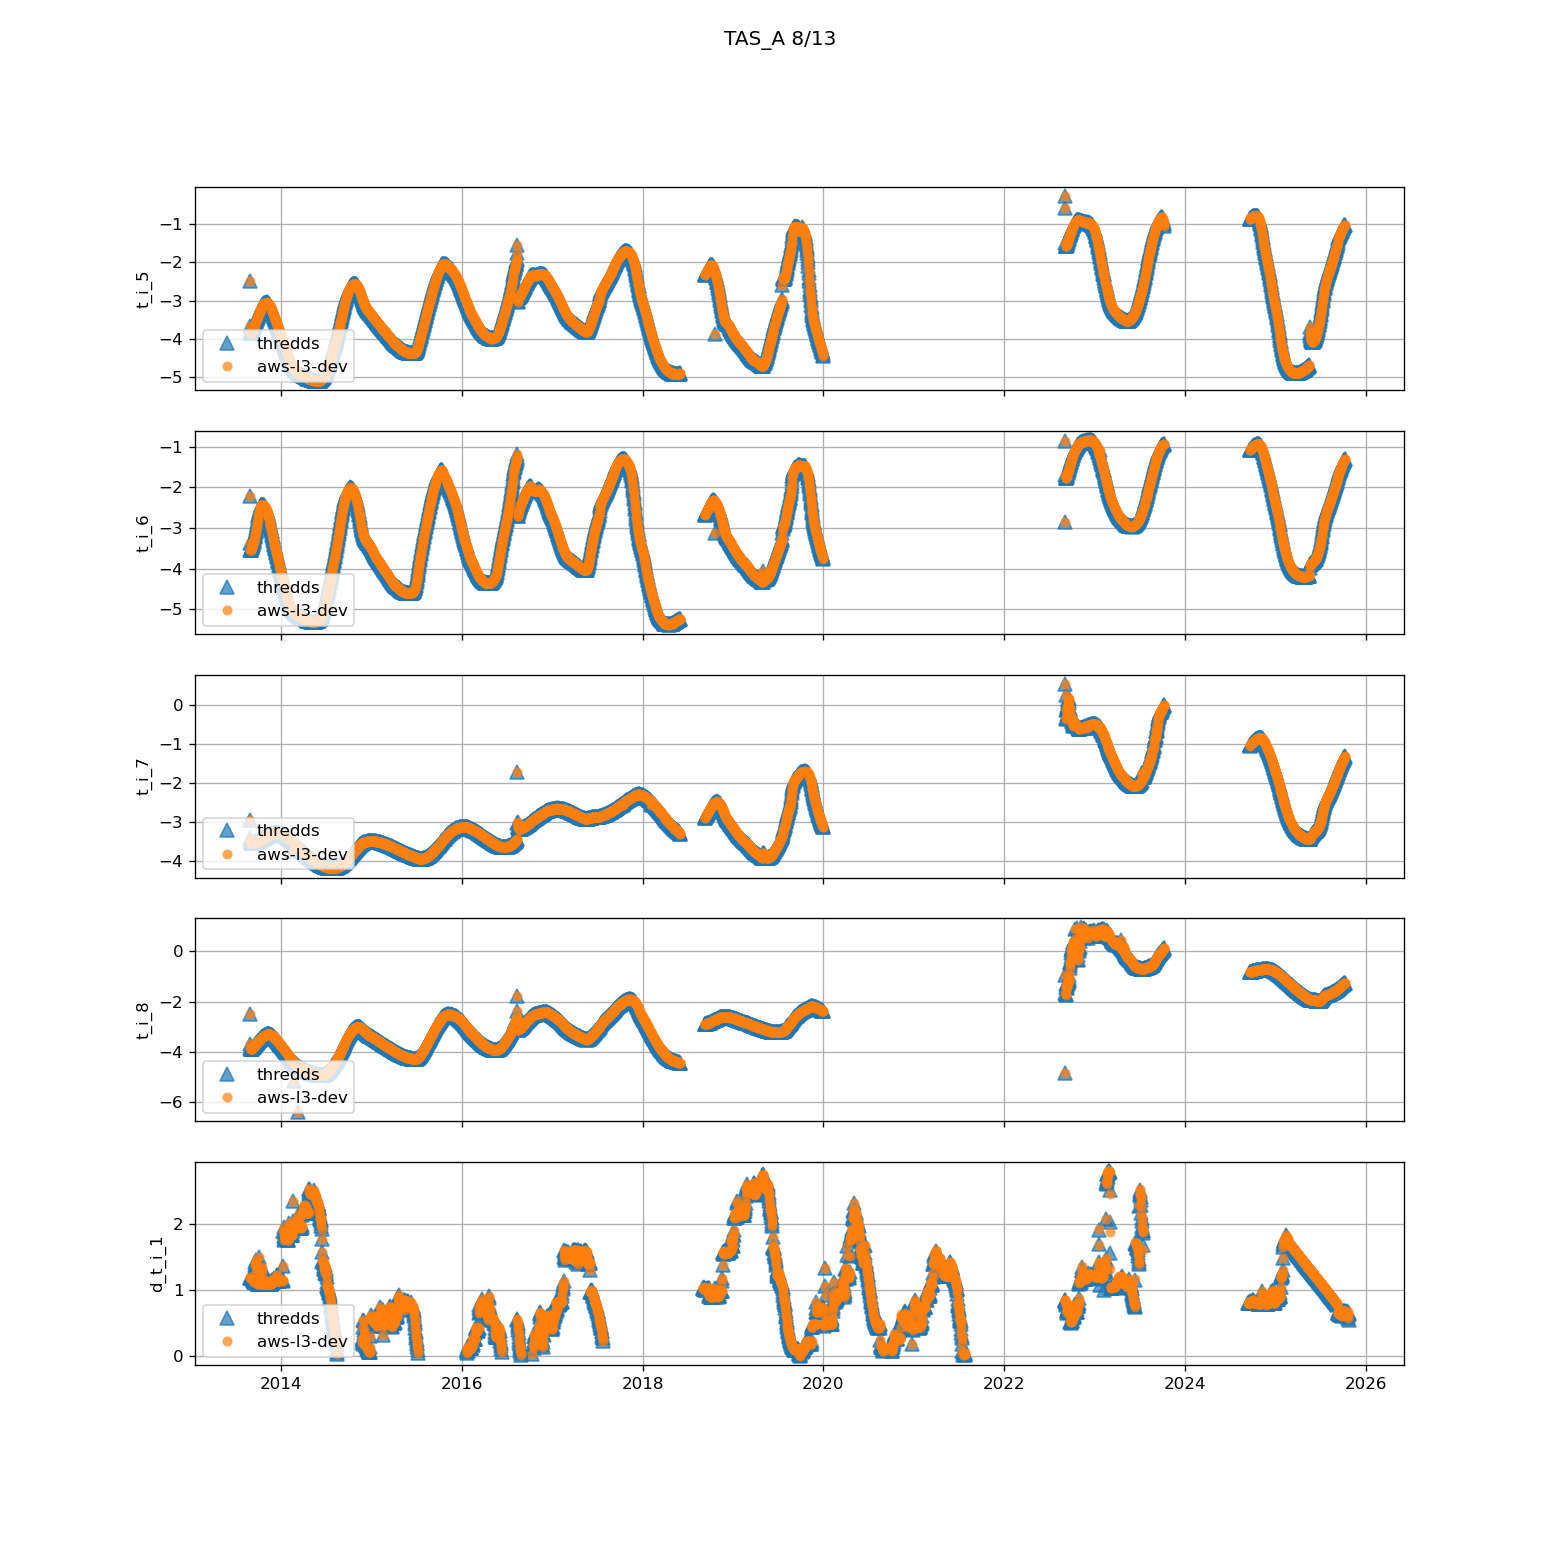 TAS_A 8/13
t_i_5
−1
−2
−3
−4
−5
thredds
aws-l3-dev
t_i_6
−1
−2
−3
−4
−5
thredds
aws-l3-dev
t_i_7
0
−1
−2
−3
−4
thredds
aws-l3-dev
t_i_8
0
−2
−4
−6
thredds
aws-l3-dev
d_t_i_1
2
1
0
thredds
aws-l3-dev
2014 2016 2018 2020 2022 2024 2026